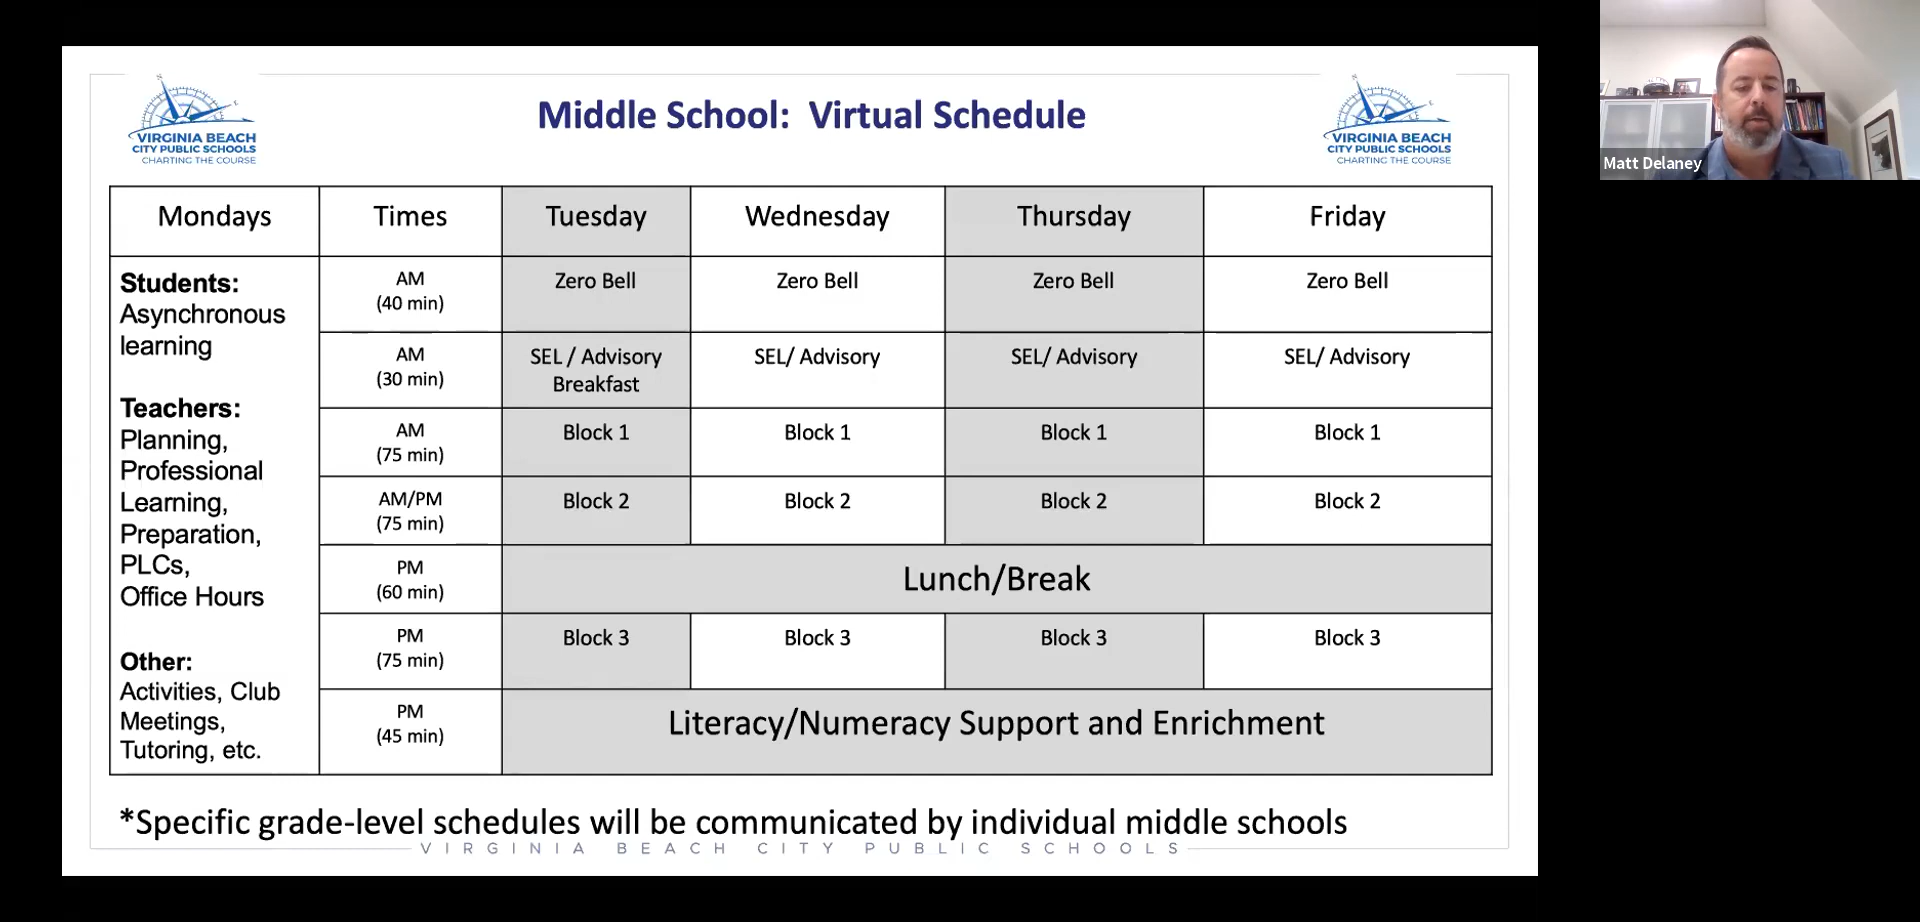 N
E
VIRGINIA BEACH
CITY PUBLIC SCHOOLS
CHARTING THE COURSE
Middle School: Virtual Schedule
N
E
VIRGINIA BEACH
CITY PUBLIC SCHOOLS
CHARTING THE COURSE
Matt Delaney
Mondays
Times
Tuesday
Wednesday
Thursday
Friday
Students:
Asynchronous
learning
Teachers:
Planning,
Professional
Learning,
Preparation,
PLCs,
Office Hours
Other:
Activities, Club
Meetings,
Tutoring, etc.
AM
(40 min)
Zero Bell
Zero Bell
Zero Bell
Zero Bell
AM
(30 min)
SEL / Advisory
Breakfast
SEL/ Advisory
SEL/ Advisory
SEL/ Advisory
AM
(75 min)
Block 1
Block 1
Block 1
Block 1
AM/PM
(75 min)
Block 2
Block 2
Block 2
Block 2
PM
(60 min)
Lunch/Break
PM
(75 min)
Block 3
Block 3
Block 3
Block 3
PM
(45 min)
Literacy/Numeracy Support and Enrichment
*Specific grade-level schedules will be communicated by individual middle schools
VIRGINIA BEACH CITY PUBLIC SCHOOLS